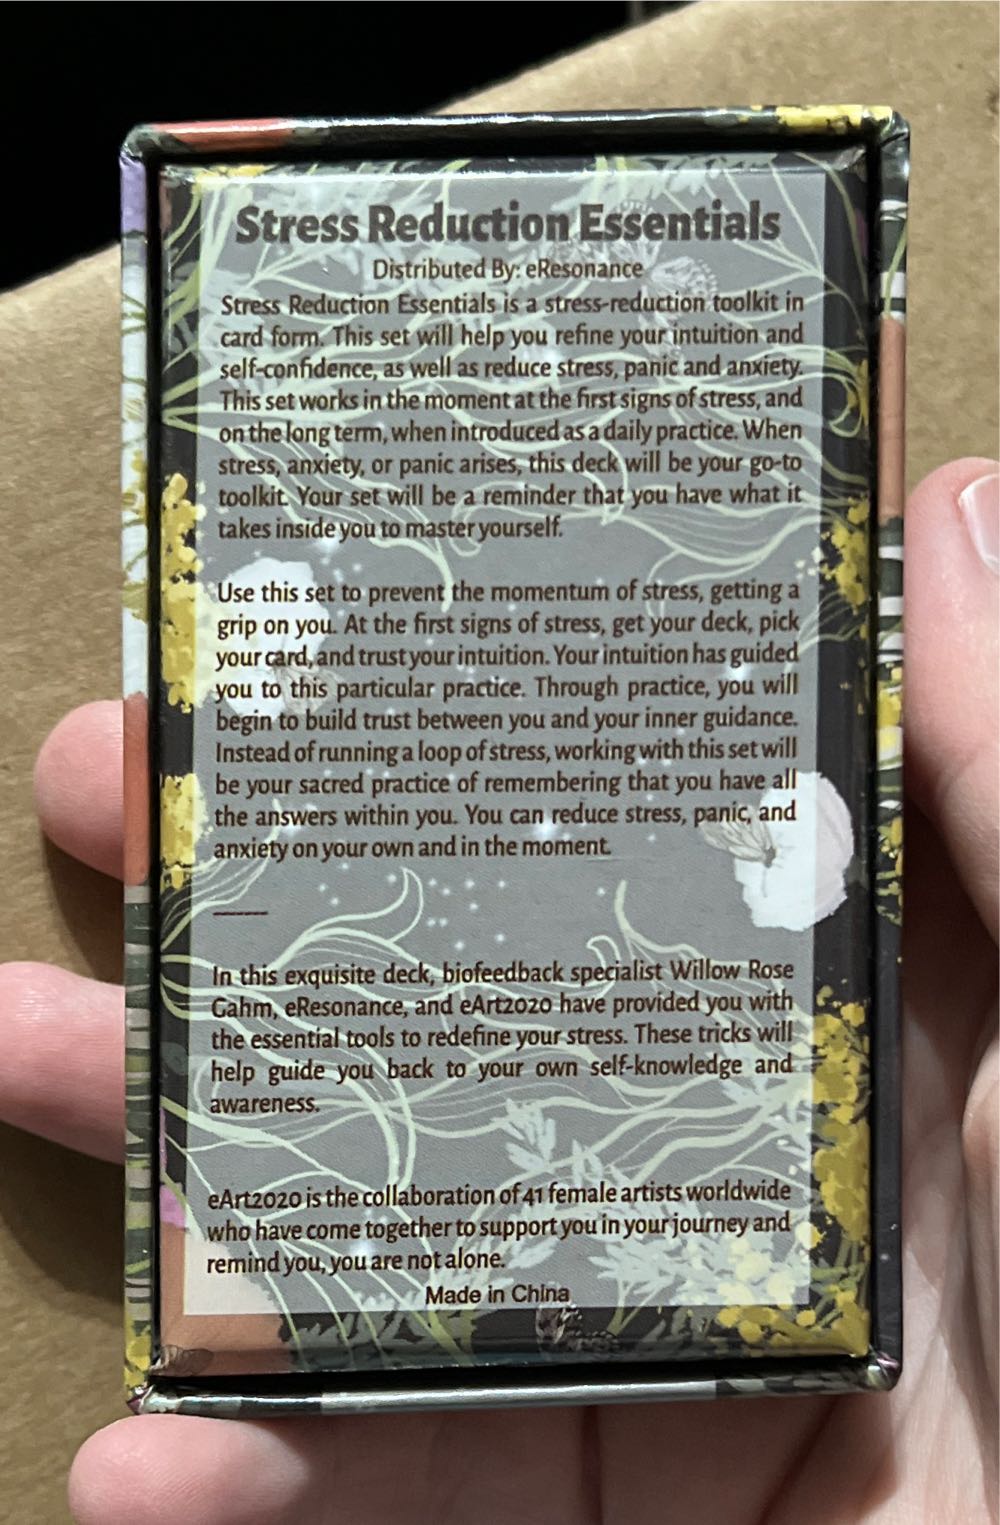 Stress Reduction Essentials
Distributed By: eResonance
Stress Reduction Essentials is a stress-reduction toolkit in
card form. This set will help you refine your intuition and
self-confidence, as well as reduce stress, panic and anxiety.
This set works in the moment at the first signs of stress, and
on the long term, when introduced as a daily practice. When
stress, anxiety, or panic arises, this deck will be your go-to
toolkit. Your set will be a reminder that you have what it
takes inside you to master yourself.
Use this set to prevent the momentum of stress, getting a
grip on you. At the first signs of stress, get your deck, pick
your card, and trust your intuition. Your intuition has guided
you to this particular practice. Through practice, you will
begin to build trust between you and your inner guidance.
Instead of running a loop of stress, working with this set will
be your sacred practice of remembering that you have all
the answers within you. You can reduce stress, panic, and
anxiety on your own and in the moment.
In this exquisite deck, biofeedback specialist Willow Rose
Gahm, eResonance, and eArt2020 have provided you with
the essential tools to redefine your stress. These tricks will
help guide you back to your own self-knowledge and
awareness.
eArt2020 is the collaboration of 41 female artists worldwide
who have come together to support you in your journey and
remind you, you are not alone.
Made in China